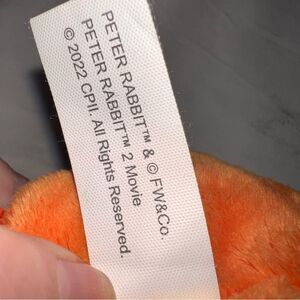 PETER RABBIT™ & © FW&Co.
PETER RABBIT™ 2 Movie
© 2022 CPII. All Rights Reserved.